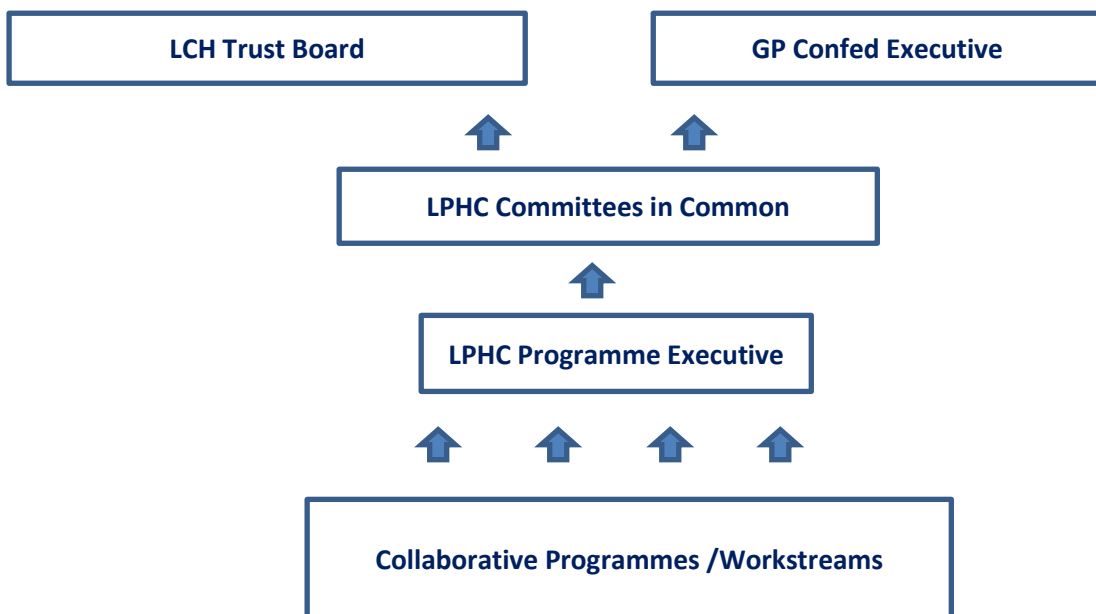 LCH Trust Board
GP Confed Executive
LPHC Committees in Common
LPHC Programme Executive
Collaborative Programmes /Workstreams